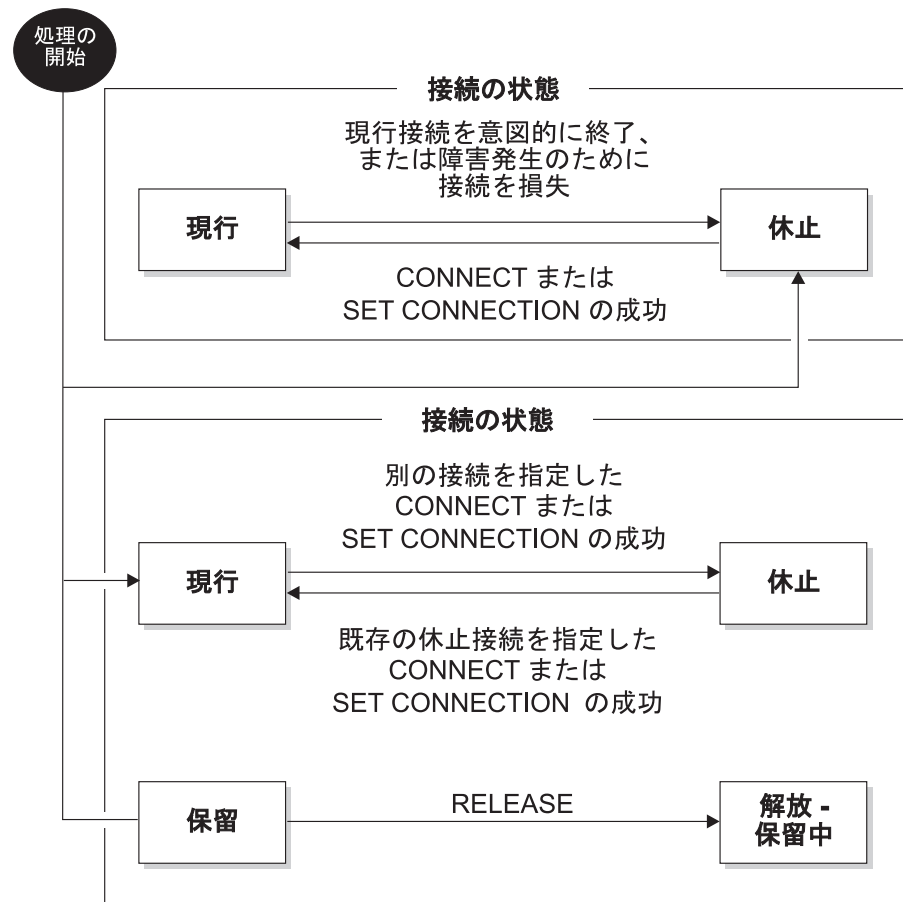 処理の
開始
接続の状態
現行接続を意図的に終了、
または障害発生のために
接続を損失
現行
休止
CONNECT または
SET CONNECTION の成功
接続の状態
別の接続を指定した
CONNECT または
SET CONNECTION の成功
現行
休止
既存の休止接続を指定した
CONNECT または
SET CONNECTION の成功
保留
RELEASE
解放 -
保留中